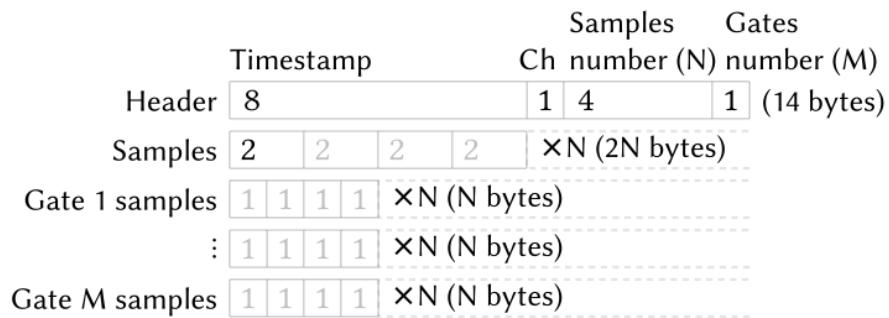 Samples Gates
Timestamp Ch number (N) number (M)
Header 8 1 4 1 (14 bytes)
Samples 2 2 2 2 ×N (2N bytes)
Gate 1 samples 1 1 1 1 ×N (N bytes)
⋮ 1 1 1 1 ×N (N bytes)
Gate M samples 1 1 1 1 ×N (N bytes)